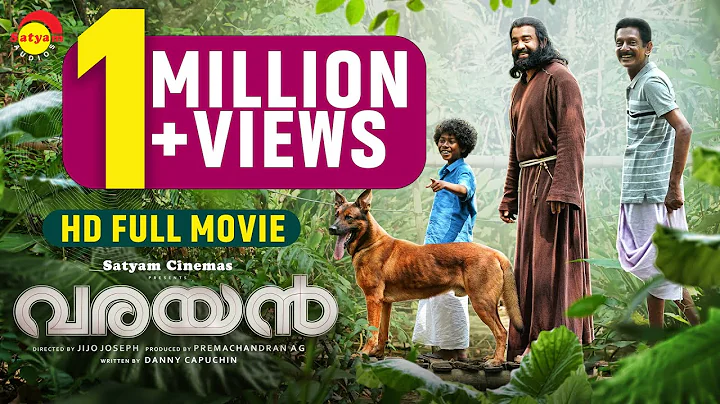 Satyam
AUDIOS
1
MILLION
+VIEWS
HD FULL MOVIE
Satyam Cinemas
PRESENTS
വരയൻ
DIRECTED BY JIJO JOSEPH PRODUCED BY PREMACHANDRAN AG
WRITTEN BY DANNY CAPUCHIN